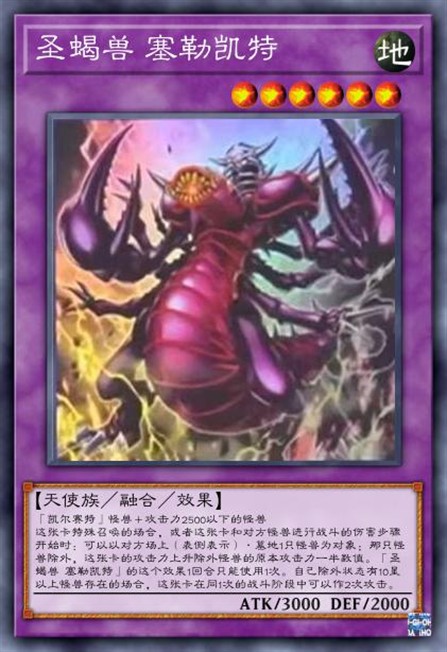 圣蝎兽 塞勒凯特
地
【天使族／融合／效果】
「凯尔赛特」怪兽＋攻击力2500以下的怪兽
这张卡特殊召唤的场合，或者这张卡和对方怪兽进行战斗的伤害步骤
开始时：可以以对方场上（表侧表示）·墓地1只怪兽为对象；那只怪
兽除外，这张卡的攻击力上升除外怪兽的原本攻击力一半数值。「圣
蝎兽 塞勒凯特」的这个效果1回合只能使用1次。自己除外状态有10星
以上怪兽存在的场合，这张卡在同1次的战斗阶段中可以作2次攻击。
ATK/3000 DEF/2000